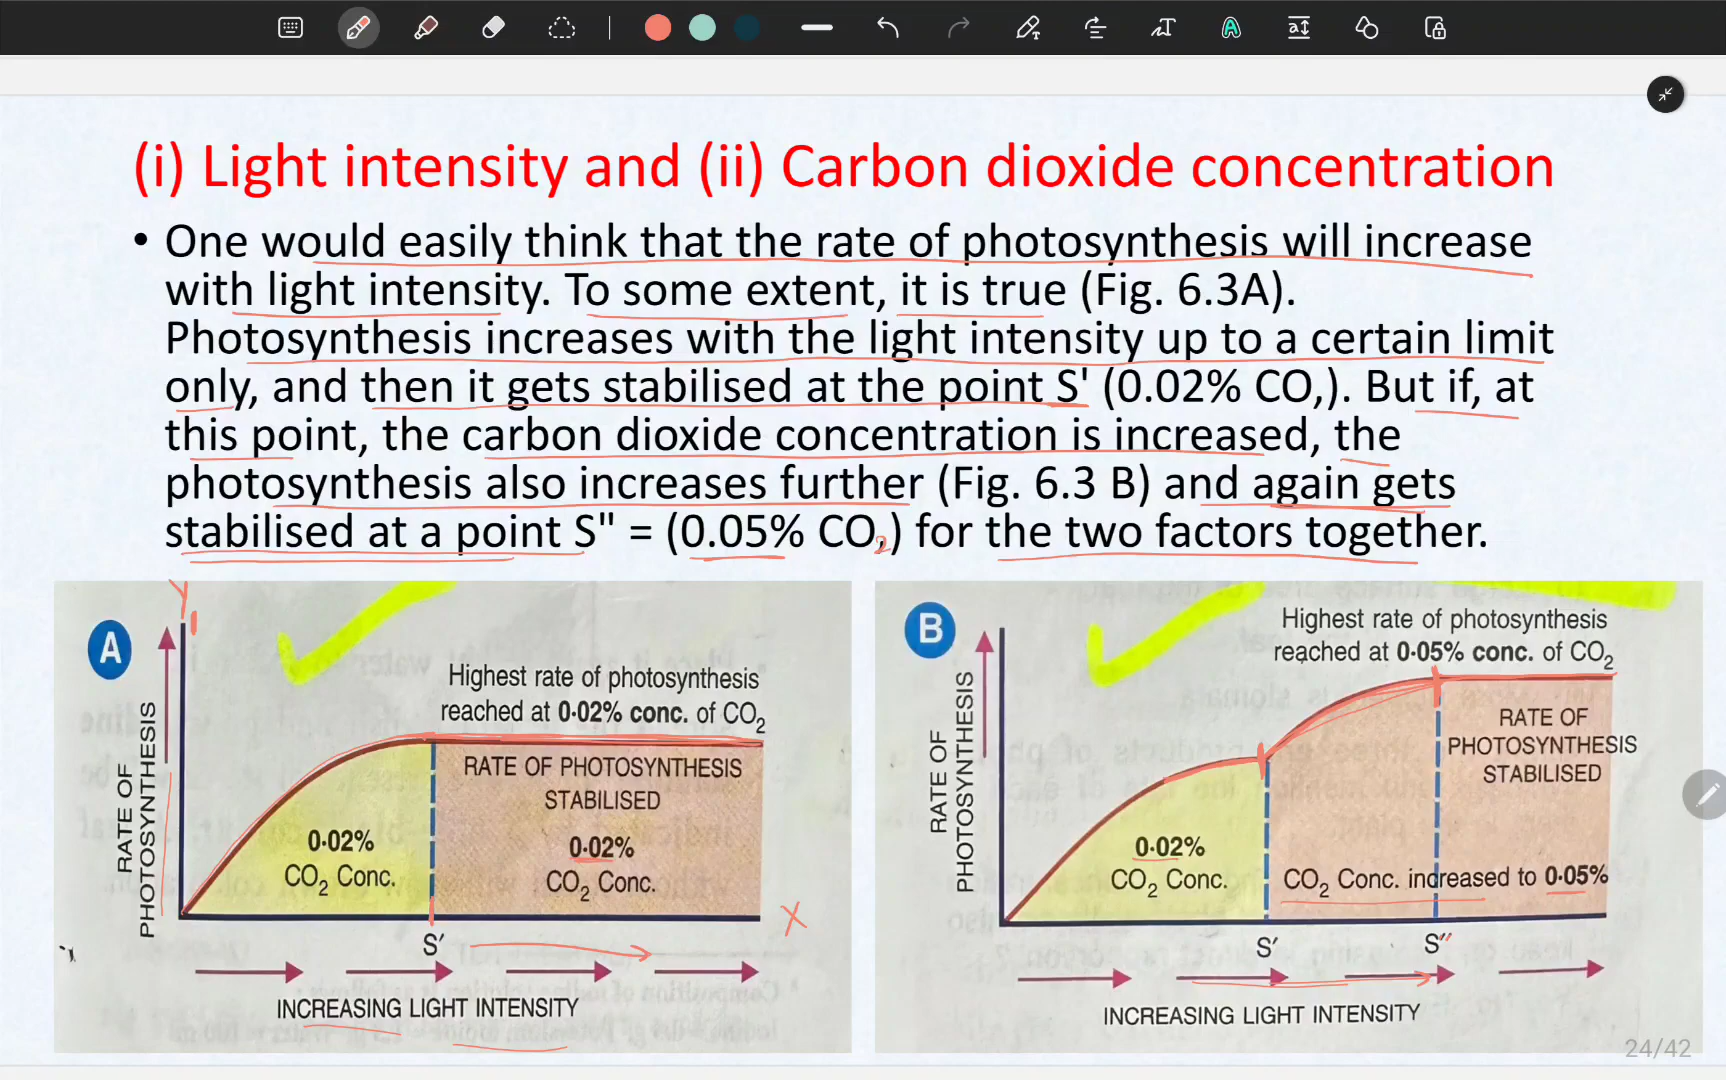 (i) Light intensity and (ii) Carbon dioxide concentration
• One would easily think that the rate of photosynthesis will increase
with light intensity. To some extent, it is true (Fig. 6.3A).
Photosynthesis increases with the light intensity up to a certain limit
only, and then it gets stabilised at the point S' (0.02% CO,). But if, at
this point, the carbon dioxide concentration is increased, the
photosynthesis also increases further (Fig. 6.3 B) and again gets
stabilised at a point S" = (0.05% CO₂) for the two factors together.
A
Y
RATE OF
PHOTOSYNTHESIS
Highest rate of photosynthesis
reached at 0·02% conc. of CO₂
RATE OF PHOTOSYNTHESIS
STABILISED
0·02%
CO₂ Conc.
0·02%
CO₂ Conc.
X
S'
INCREASING LIGHT INTENSITY
B
RATE OF
PHOTOSYNTHESIS
Highest rate of photosynthesis
reached at 0·05% conc. of CO₂
RATE OF
PHOTOSYNTHESIS
STABILISED
0·02%
CO₂ Conc.
CO₂ Conc. increased to 0·05%
S'
S"
INCREASING LIGHT INTENSITY
24/42